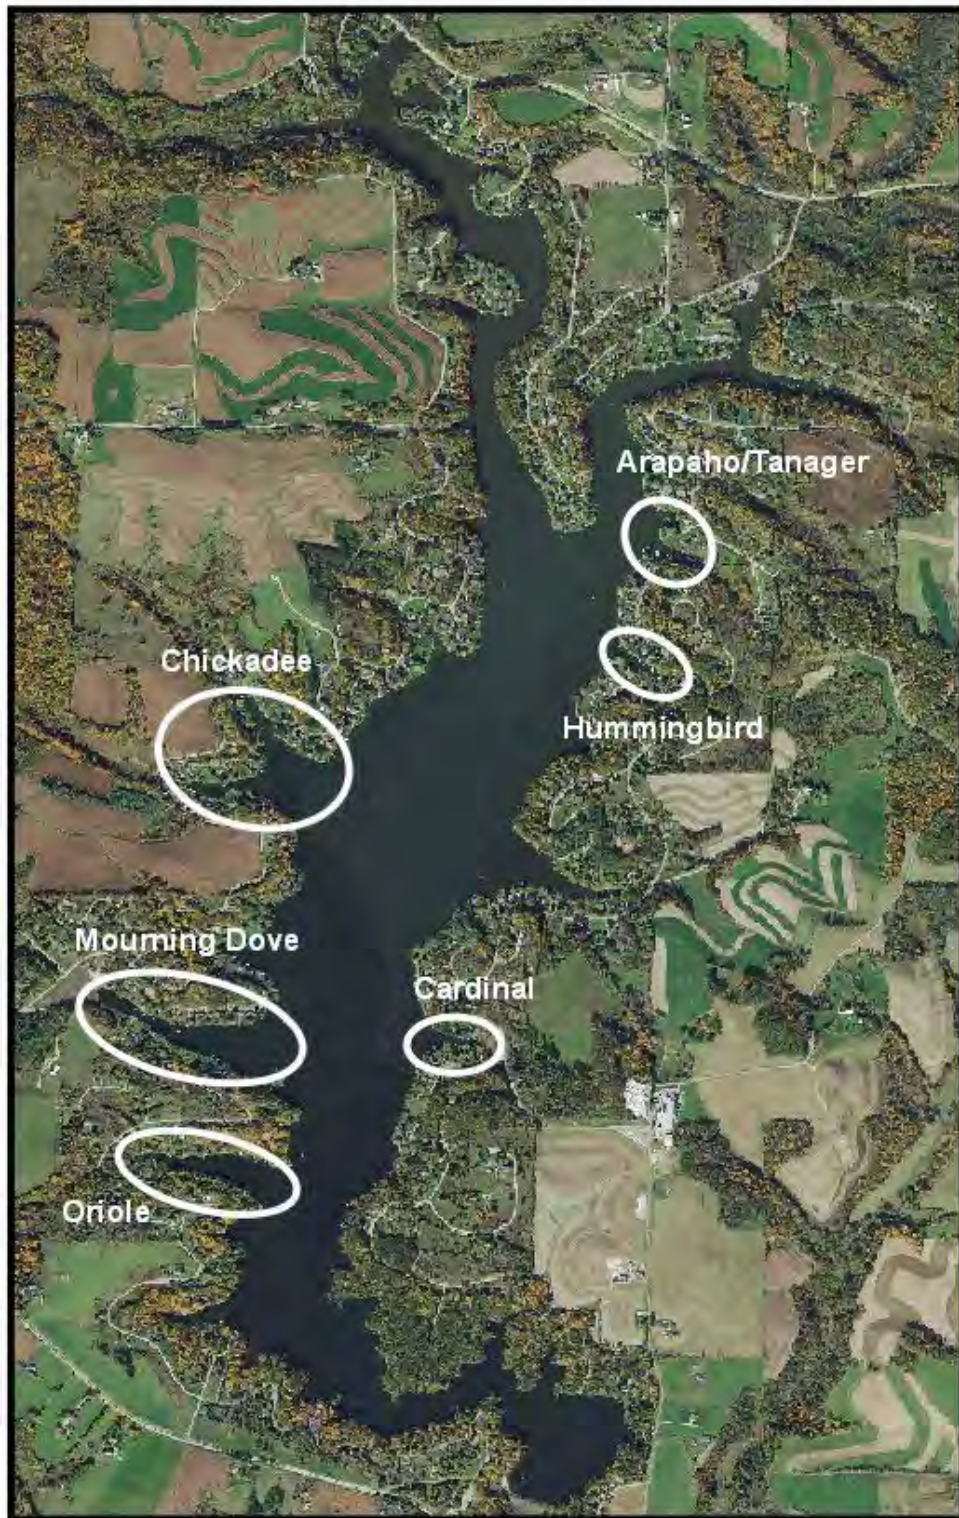 Arapaho/Tanager
Chickadee
Hummingbird
Mourning Dove
Cardinal
Oriole